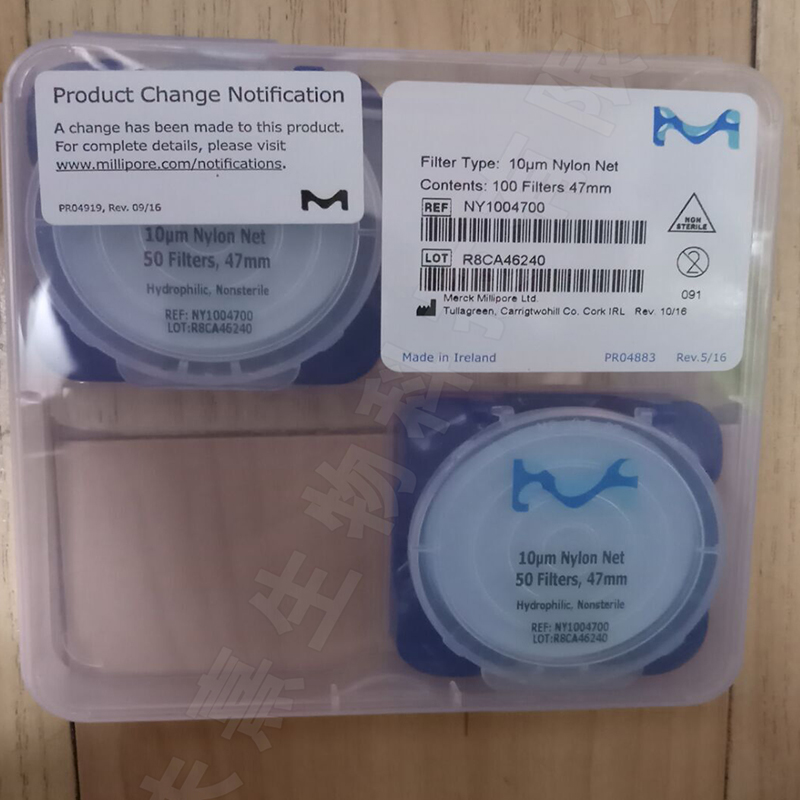 Product Change Notification
A change has been made to this product.
For complete details, please visit
www.millipore.com/notifications.
PR04919, Rev. 09/16
Filter Type: 10µm Nylon Net
Contents: 100 Filters 47mm
REF NY1004700
LOT R8CA46240
NON
STERILE
2
091
Merck Millipore Ltd.
Tullagreen, Carrigtwohill Co. Cork IRL Rev. 10/16
Made in Ireland PR04883 Rev.5/16
10µm Nylon Net
50 Filters, 47mm
Hydrophilic, Nonsterile
REF: NY1004700
LOT:R8CA46240
10µm Nylon Net
50 Filters, 47mm
Hydrophilic, Nonsterile
REF: NY1004700
LOT:R8CA46240
生物科